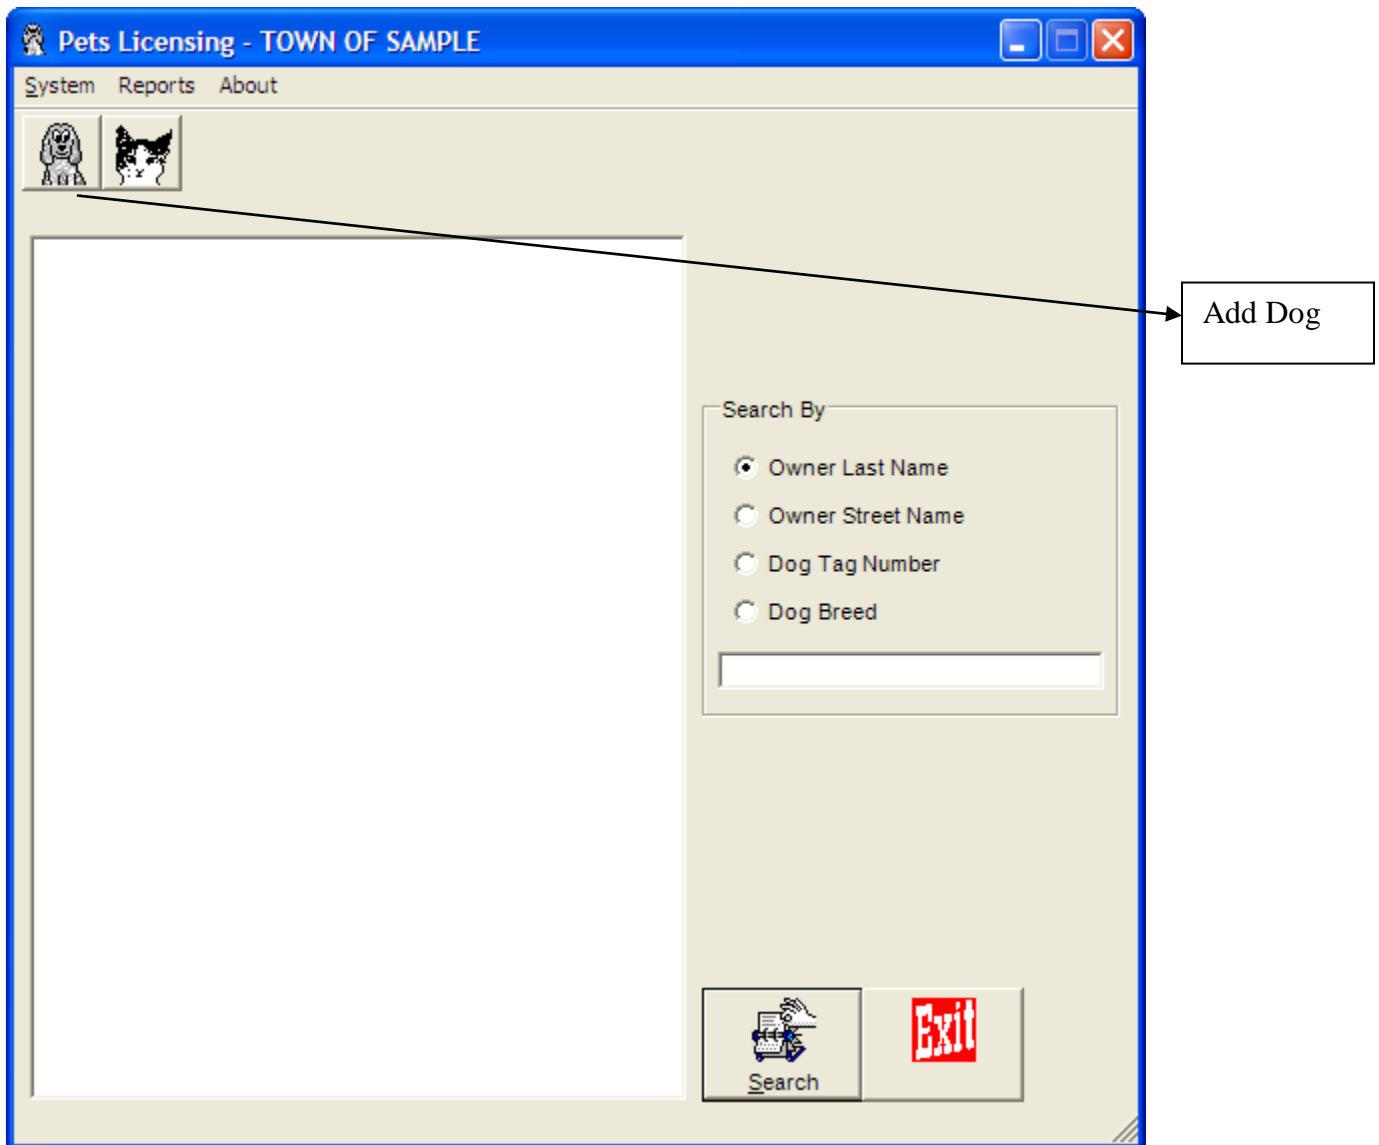 Pets Licensing - TOWN OF SAMPLE
System Reports About
Add Dog
Search By
Owner Last Name
Owner Street Name
Dog Tag Number
Dog Breed
Search
Exit